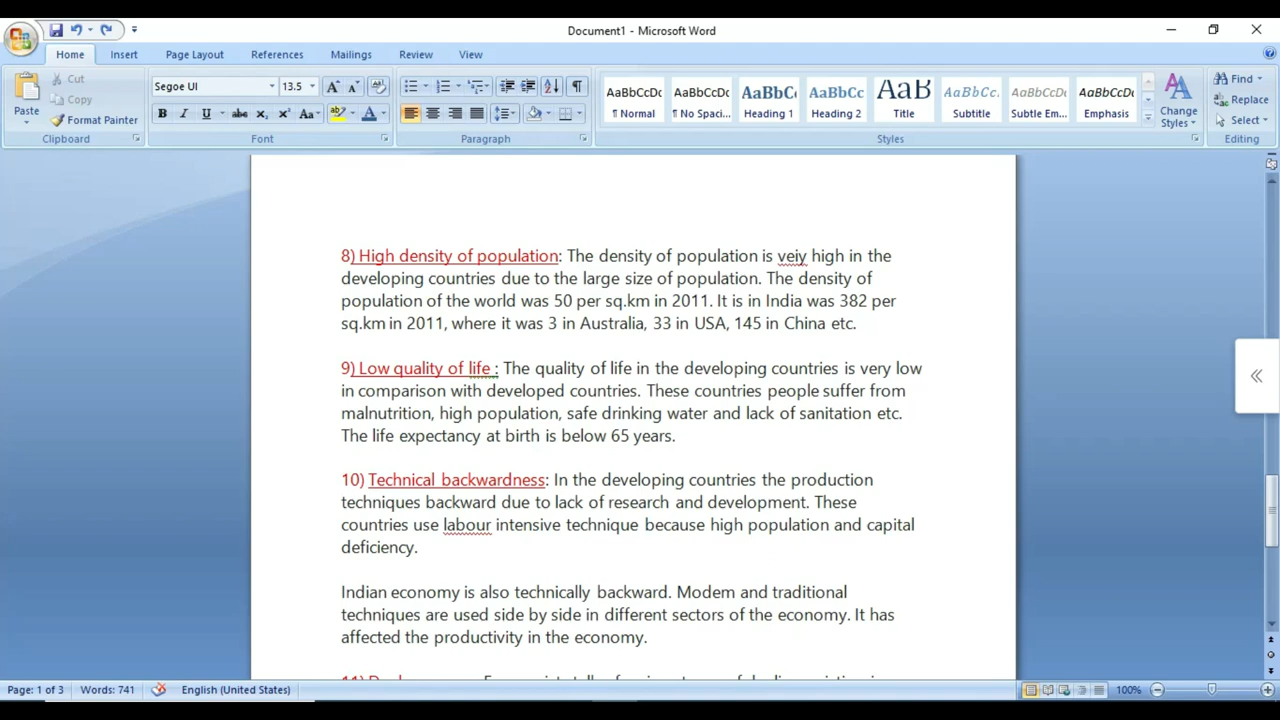 Document1 - Microsoft Word
Home Insert Page Layout References Mailings Review View
Paste
Cut
Copy
Format Painter
Clipboard
Segoe UI 13.5
Font
Paragraph
AaBbCcDc AaBbCcDc AaBbC AaBbCc AaB AaBbCc. AaBbCcDc AaBbCcDc
¶ Normal ¶ No Spaci... Heading 1 Heading 2 Title Subtitle Subtle Em... Emphasis
Change Styles
Styles
Find
Replace
Select
Editing
8) High density of population: The density of population is veiy high in the
developing countries due to the large size of population. The density of
population of the world was 50 per sq.km in 2011. It is in India was 382 per
sq.km in 2011, where it was 3 in Australia, 33 in USA, 145 in China etc.
9) Low quality of life : The quality of life in the developing countries is very low
in comparison with developed countries. These countries people suffer from
malnutrition, high population, safe drinking water and lack of sanitation etc.
The life expectancy at birth is below 65 years.
10) Technical backwardness: In the developing countries the production
techniques backward due to lack of research and development. These
countries use labour intensive technique because high population and capital
deficiency.
Indian economy is also technically backward. Modem and traditional
techniques are used side by side in different sectors of the economy. It has
affected the productivity in the economy.
Page: 1 of 3 Words: 741 English (United States) 100%